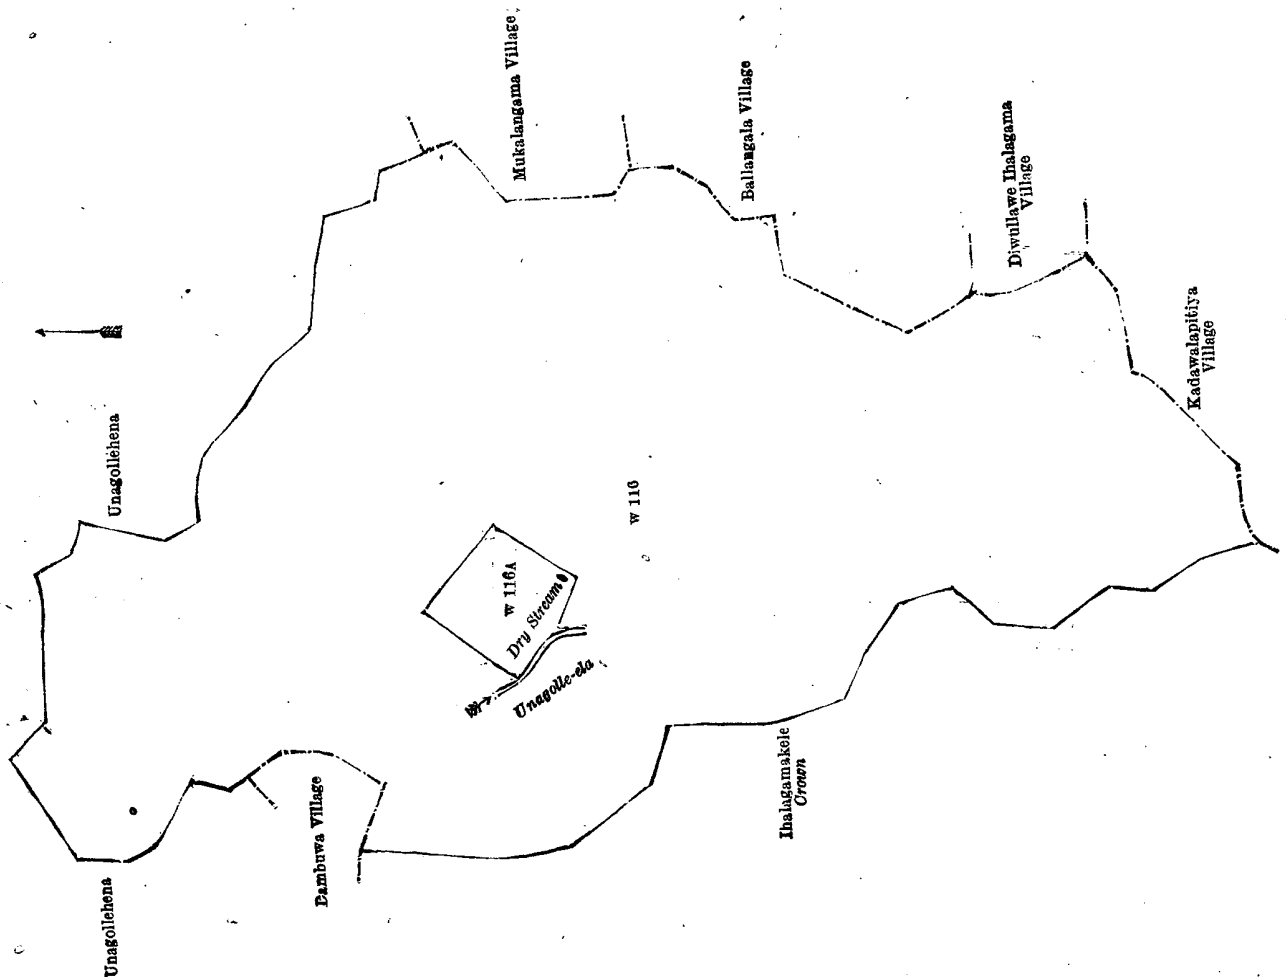 Mukalangama Village
Ballangala Village
Diwullawe Ihalagama
Village
Kadawalapitiya
Village
Unagollehena
W 116
W 116A
Dry Stream
Unagolle-ela
Ihalagamakele
Crown
Dambuwa Village
Unagollehena